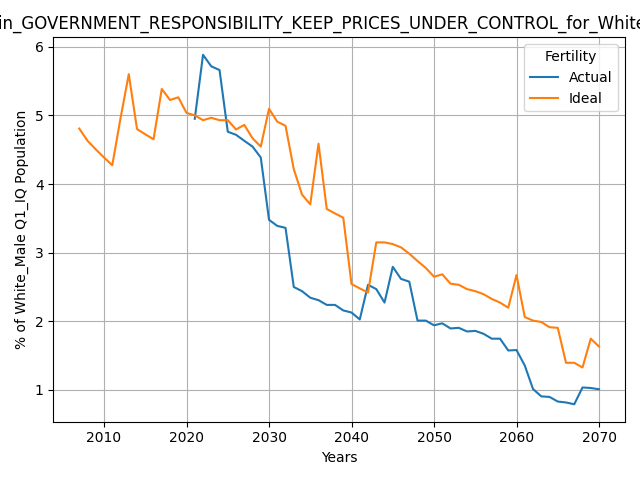 in_GOVERNMENT_RESPONSIBILITY_KEEP_PRICES_UNDER_CONTROL_for_White
Fertility
Actual
Ideal
% of White_Male Q1_IQ Population
6
5
4
3
2
1
2010 2020 2030 2040 2050 2060 2070
Years